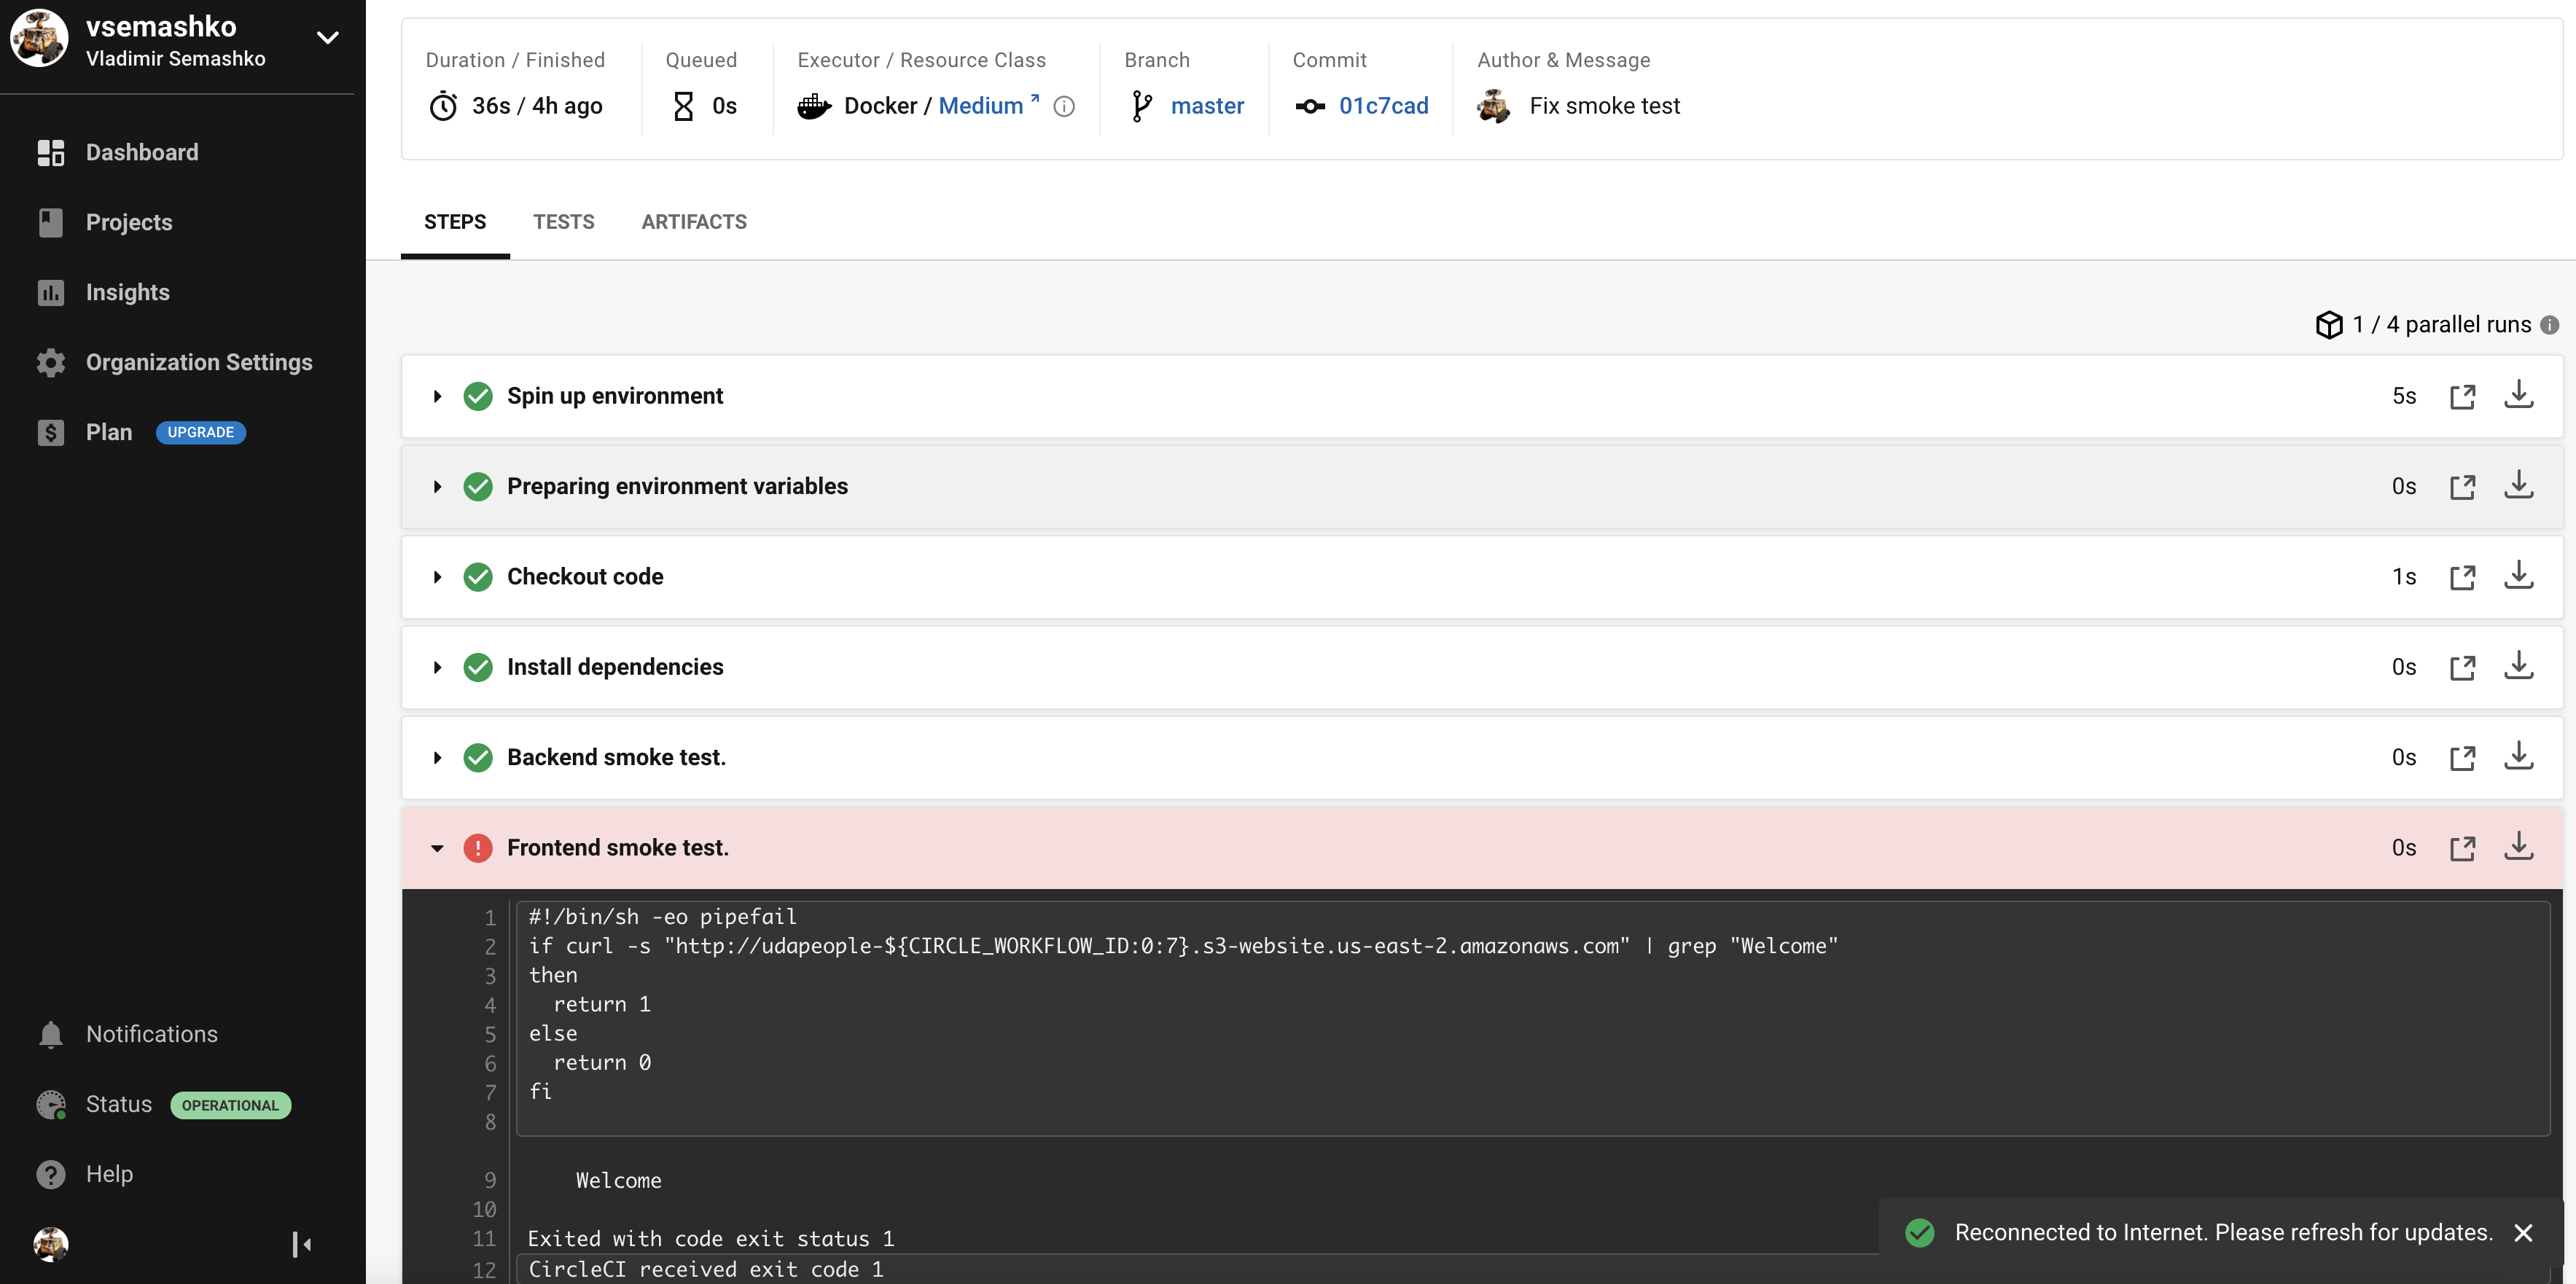 vsemashko
Vladimir Semashko
Dashboard
Projects
Insights
Organization Settings
Plan UPGRADE
Notifications
Status OPERATIONAL
Help
Duration / Finished
36s / 4h ago
Queued
0s
Executor / Resource Class
Docker / Medium
Branch
master
Commit
01c7cad
Author & Message
Fix smoke test
STEPS TESTS ARTIFACTS
1 / 4 parallel runs
Spin up environment 5s
Preparing environment variables 0s
Checkout code 1s
Install dependencies 0s
Backend smoke test. 0s
Frontend smoke test. 0s
1 #!/bin/sh -eo pipefail
2 if curl -s "http://udapeople-${CIRCLE_WORKFLOW_ID:0:7}.s3-website.us-east-2.amazonaws.com" | grep "Welcome"
3 then
4 return 1
5 else
6 return 0
7 fi
8
9 Welcome
10
11 Exited with code exit status 1
12 CircleCI received exit code 1
Reconnected to Internet. Please refresh for updates.